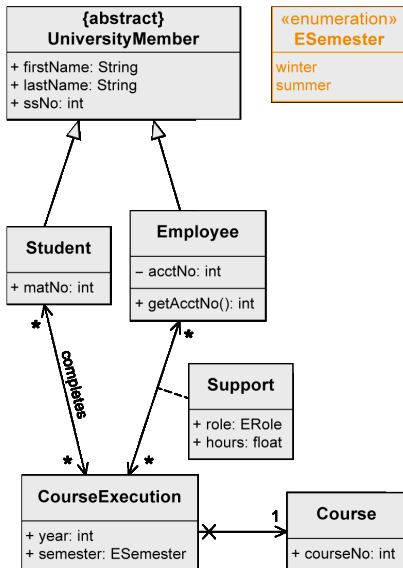 {abstract}
UniversityMember
+ firstName: String
+ lastName: String
+ ssNo: int
«enumeration»
ESemester
winter
summer
Student
+ matNo: int
Employee
− acctNo: int
+ getAcctNo(): int
*
*
completes
Support
+ role: ERole
+ hours: float
*
*
CourseExecution
+ year: int
+ semester: ESemester
1
Course
+ courseNo: int